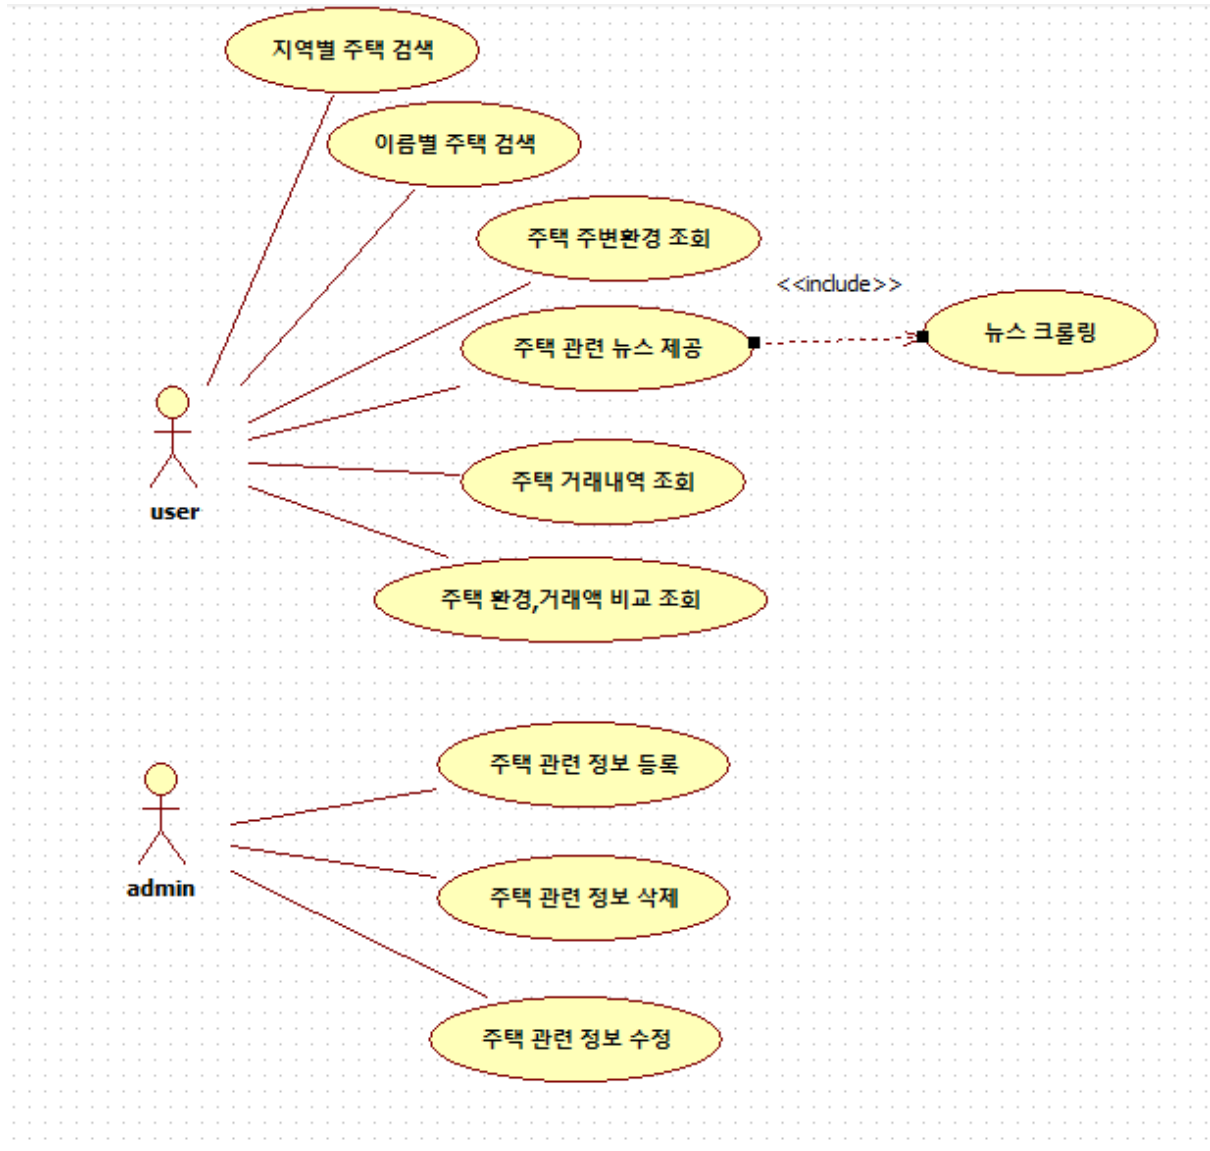 지역별 주택 검색
이름별 주택 검색
주택 주변환경 조회
<<include>>
주택 관련 뉴스 제공
뉴스 크롤링
주택 거래내역 조회
user
주택 환경,거래액 비교 조회
주택 관련 정보 등록
admin
주택 관련 정보 삭제
주택 관련 정보 수정